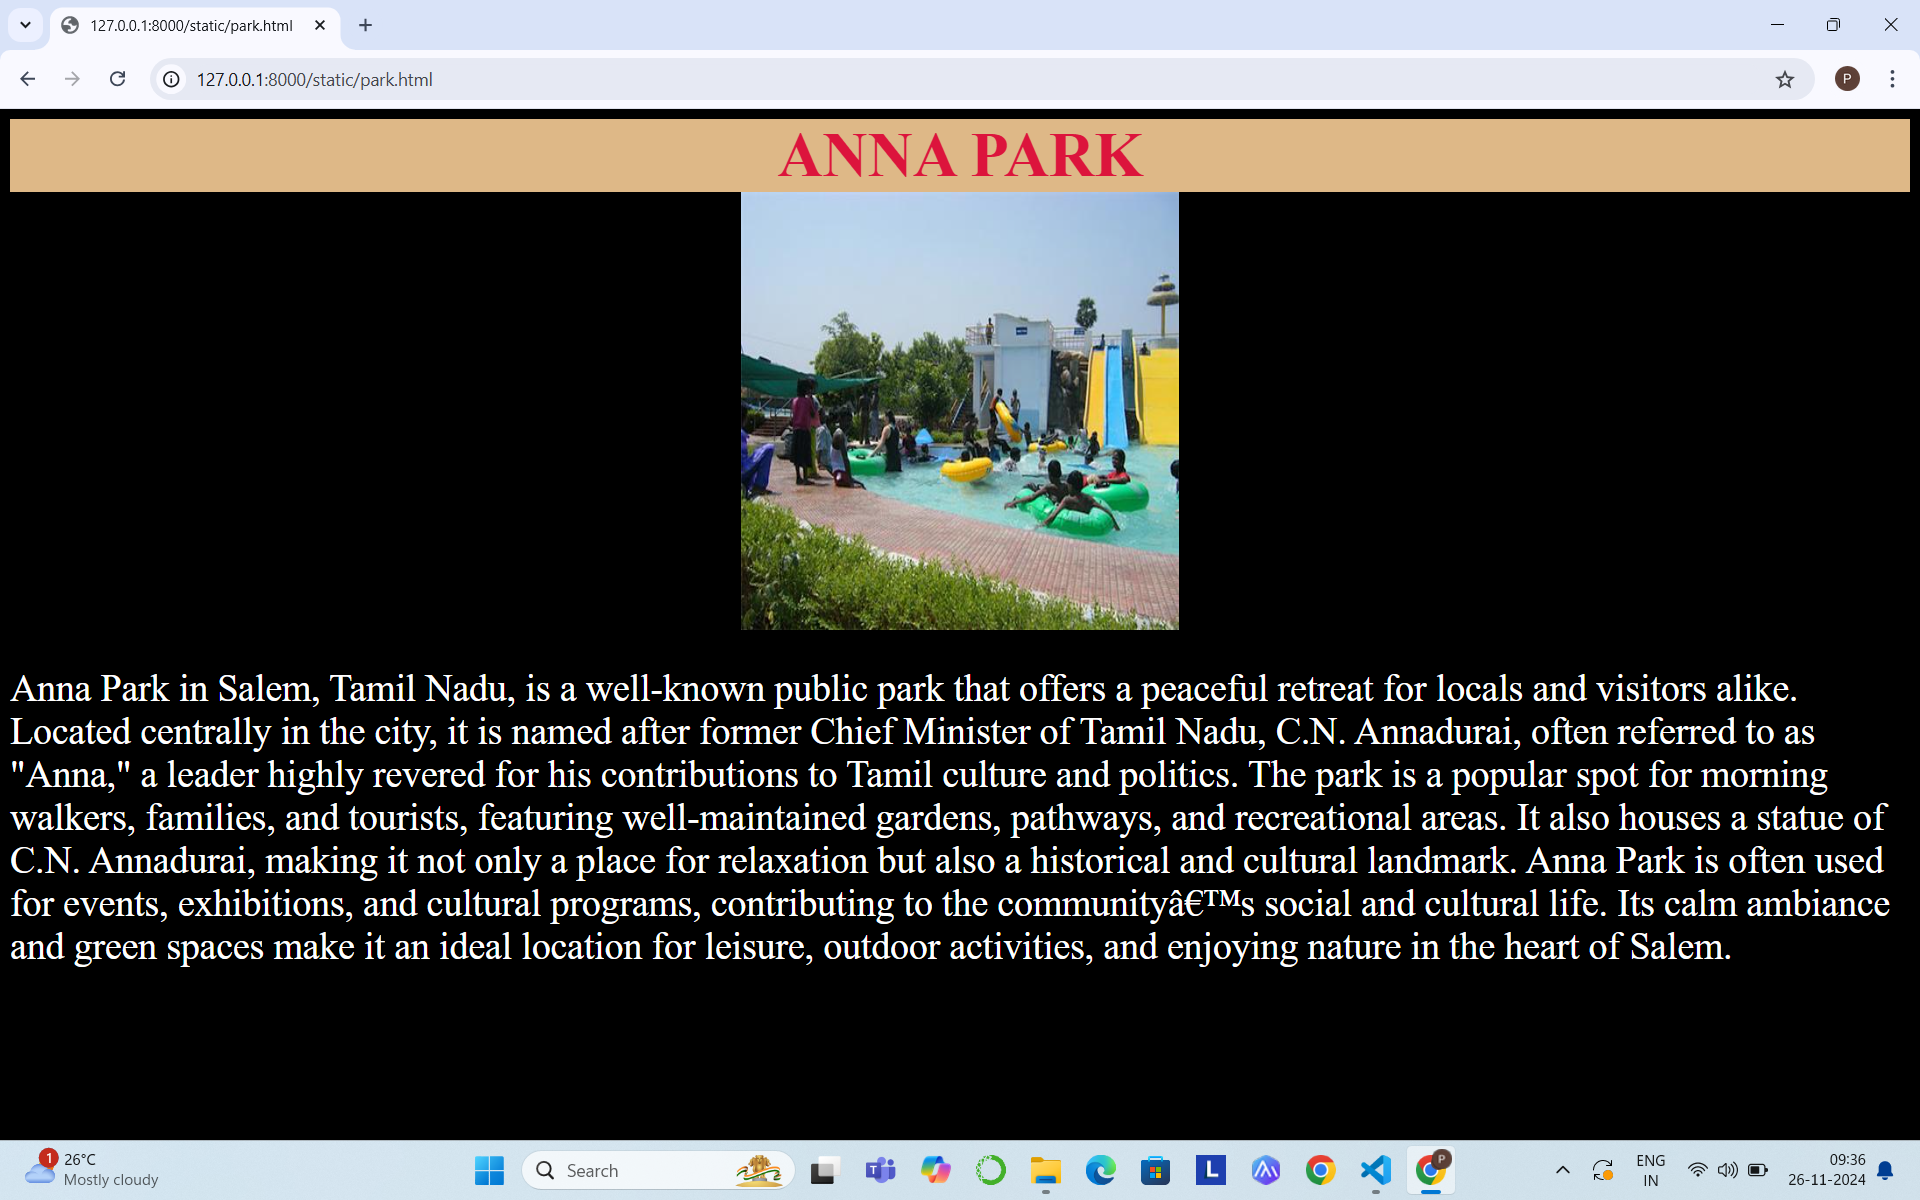 127.0.0.1:8000/static/park.html
127.0.0.1:8000/static/park.html
P
ANNA PARK
Anna Park in Salem, Tamil Nadu, is a well-known public park that offers a peaceful retreat for locals and visitors alike.
Located centrally in the city, it is named after former Chief Minister of Tamil Nadu, C.N. Annadurai, often referred to as
"Anna," a leader highly revered for his contributions to Tamil culture and politics. The park is a popular spot for morning
walkers, families, and tourists, featuring well-maintained gardens, pathways, and recreational areas. It also houses a statue of
C.N. Annadurai, making it not only a place for relaxation but also a historical and cultural landmark. Anna Park is often used
for events, exhibitions, and cultural programs, contributing to the communityâ€™s social and cultural life. Its calm ambiance
and green spaces make it an ideal location for leisure, outdoor activities, and enjoying nature in the heart of Salem.
1
26°C
Mostly cloudy
Search
L
P
ENG
IN
09:36
26-11-2024